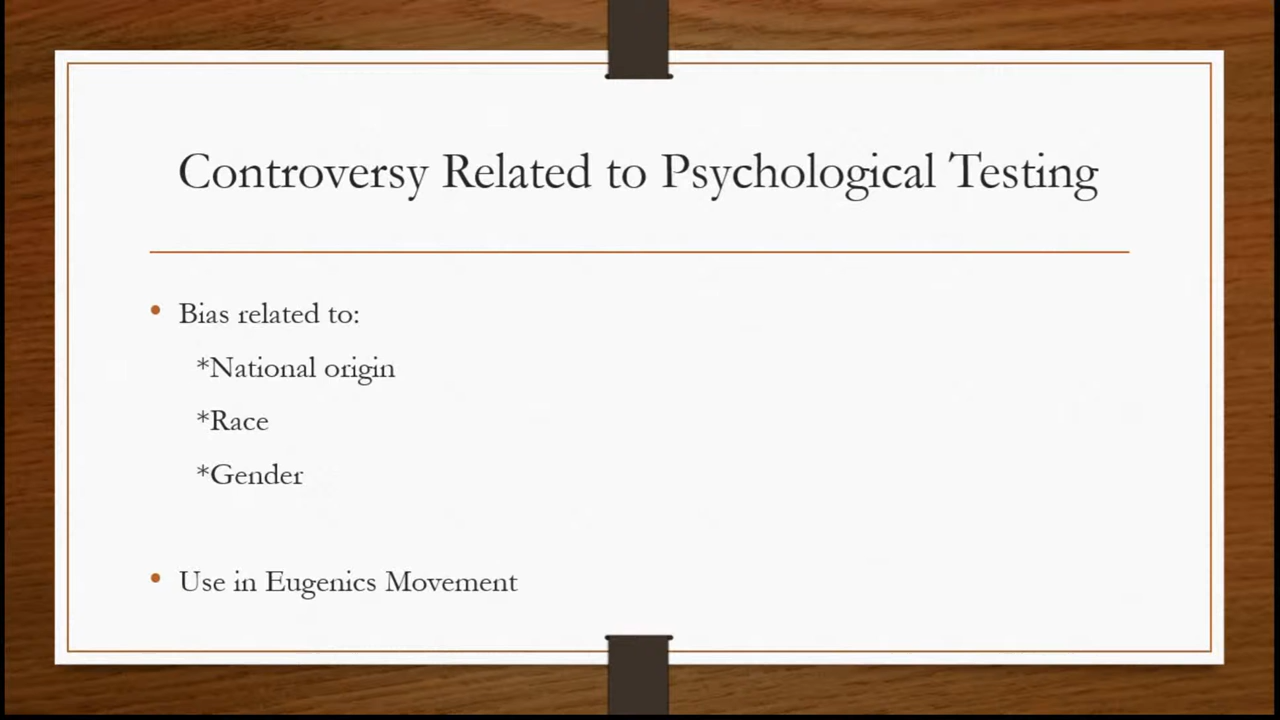 Controversy Related to Psychological Testing
• Bias related to:
*National origin
*Race
*Gender
• Use in Eugenics Movement